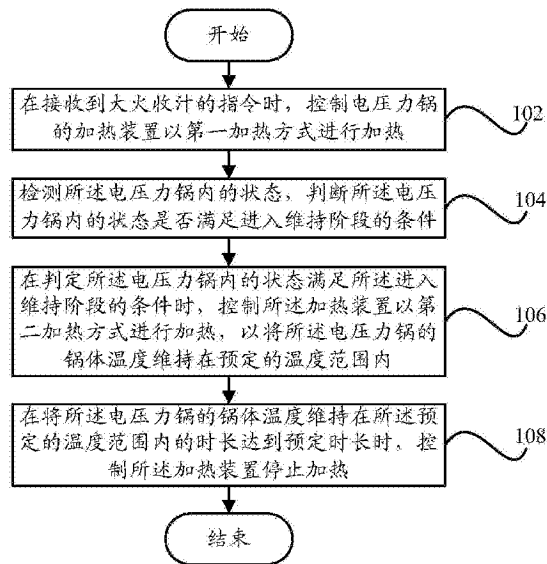 开始
在接收到大火收汁的指令时，控制电压力锅
的加热装置以第一加热方式进行加热
102
检测所述电压力锅内的状态，判断所述电压
力锅内的状态是否满足进入维持阶段的条件
104
在判定所述电压力锅内的状态满足所述进入
维持阶段的条件时，控制所述加热装置以第
二加热方式进行加热，以将所述电压力锅的
锅体温度维持在预定的温度范围内
106
在将所述电压力锅的锅体温度维持在所述预
定的温度范围内的时长达到预定时长时，控
制所述加热装置停止加热
108
结束